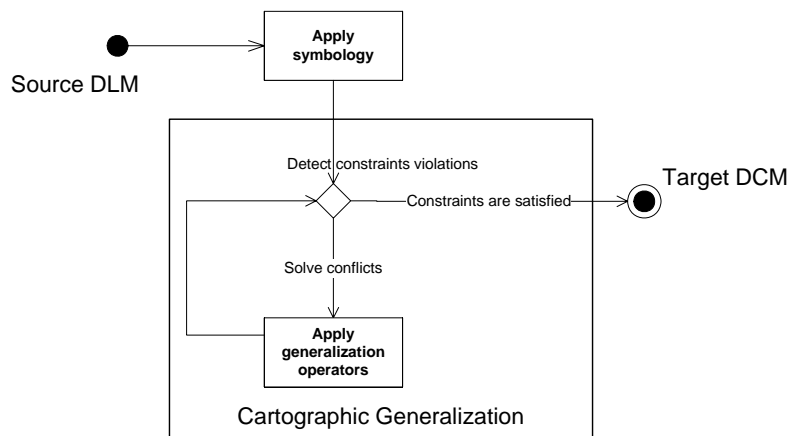 Apply
symbology
Source DLM
Detect constraints violations
Target DCM
Constraints are satisfied
Solve conflicts
Apply
generalization
operators
Cartographic Generalization